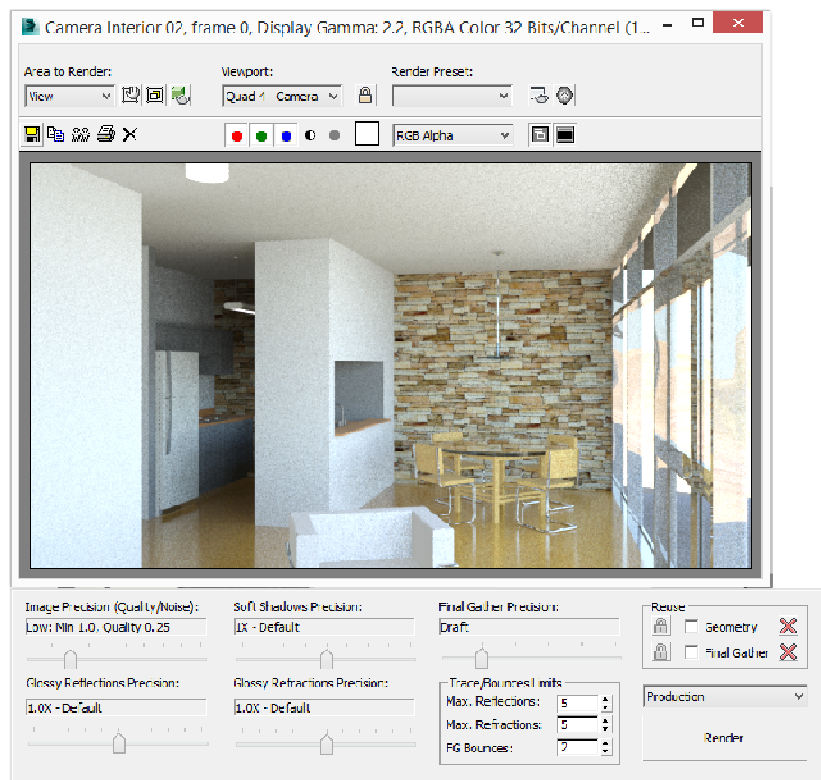 Camera Interior 02, frame 0, Display Gamma: 2.2, RGBA Color 32 Bits/Channel (1...
Area to Render: Viewport: Render Preset:
View Quad 4 - Camera
RGB Alpha
Image Precision (Quality/Noise): Soft Shadows Precision: Final Gather Precision: Reuse
Low: Min 1.0, Quality 0.25 1X - Default Draft Geometry
Final Gather
Glossy Reflections Precision: Glossy Refractions Precision: Trace/Bounces Limits
1.0X - Default 1.0X - Default Max. Reflections: 5 Production
Max. Refractions: 5
Render
FG Bounces: 2